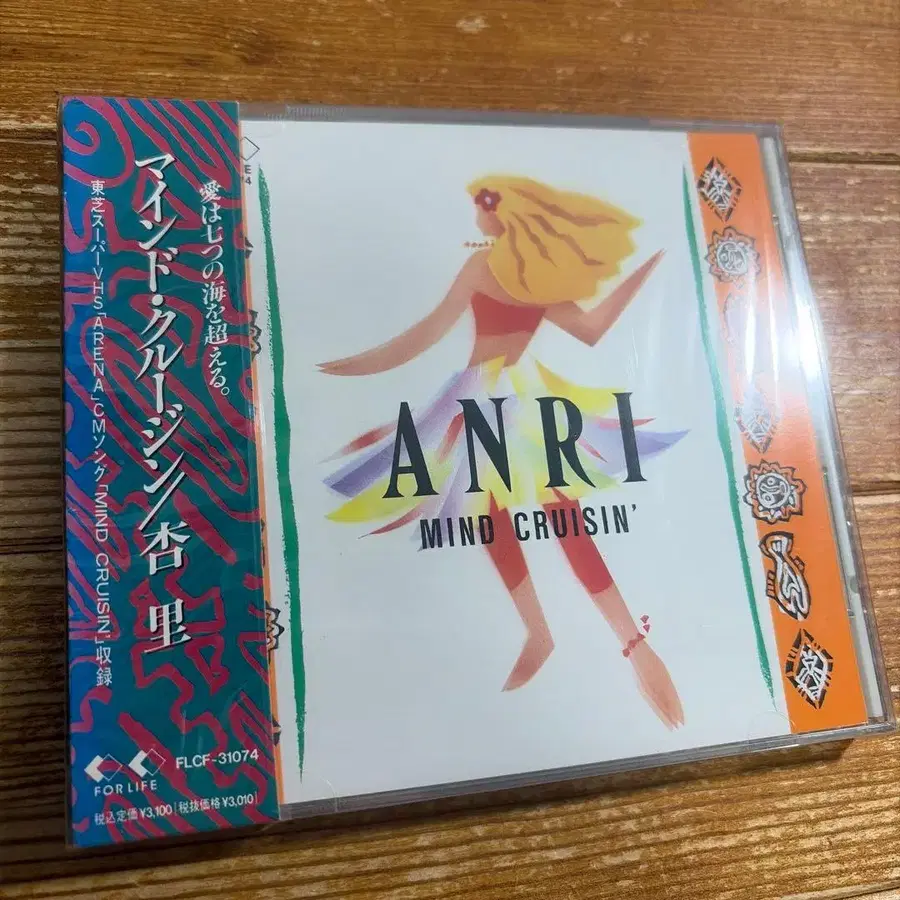 愛は七つの海を超える。
マインド・クルージン/杏里
東芝スーパーVHS「ARENA」CMソング「MIND CRUISIN'」収録
FOR LIFE
FLCF-31074
税込定価¥3,100 税抜価格¥3,010
ANRI
MIND CRUISIN'